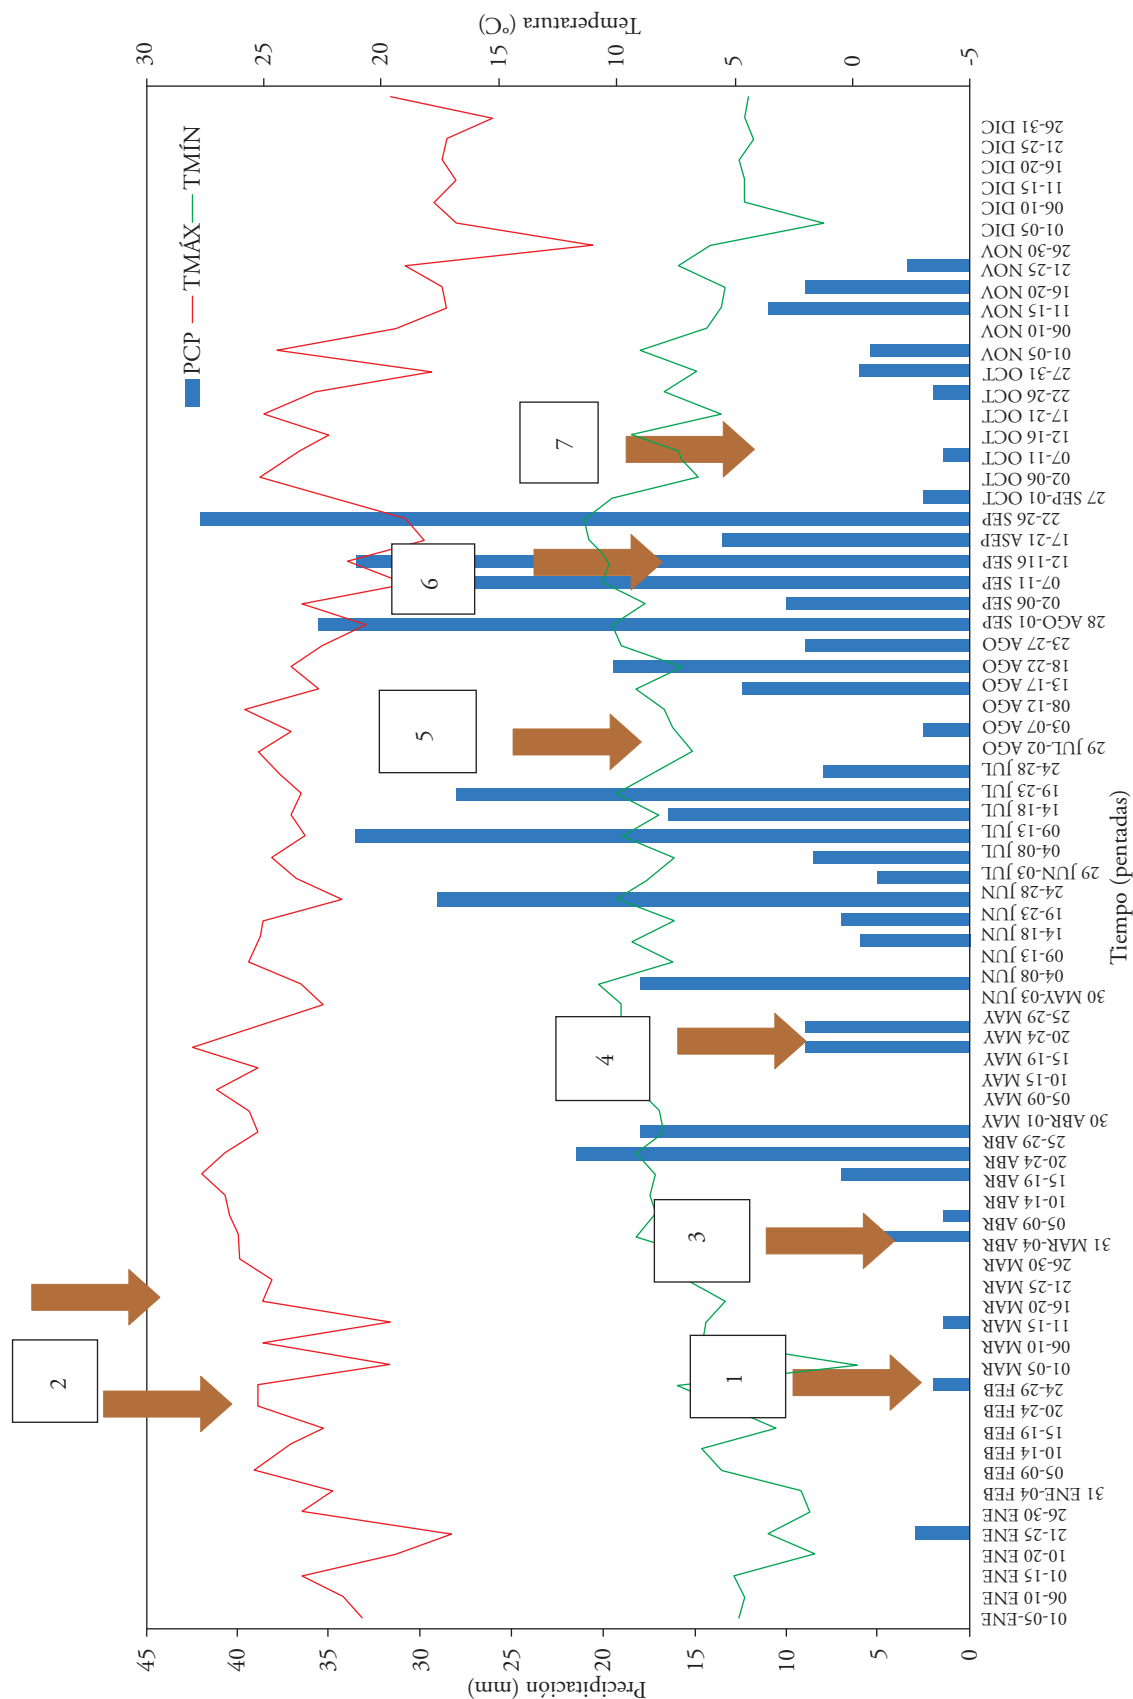 PCP TMÁX TMÍN
Precipitación (mm)
45
40
35
30
25
20
15
10
5
0
Temperatura (°C)
30
25
20
15
10
5
0
-5
1
2
3
4
5
6
7
01-05-ENE
06-10 ENE
01-15 ENE
10-20 ENE
21-25 ENE
26-30 ENE
31 ENE-04 FEB
05-09 FEB
10-14 FEB
15-19 FEB
20-24 FEB
24-29 FEB
01-05 MAR
06-10 MAR
11-15 MAR
16-20 MAR
21-25 MAR
26-30 MAR
31 MAR-04 ABR
05-09 ABR
10-14 ABR
15-19 ABR
20-24 ABR
25-29 ABR
30 ABR-01 MAY
05-09 MAY
10-15 MAY
15-19 MAY
20-24 MAY
25-29 MAY
30 MAY-03 JUN
04-08 JUN
09-13 JUN
14-18 JUN
19-23 JUN
24-28 JUN
29 JUN-03 JUL
04-08 JUL
09-13 JUL
14-18 JUL
19-23 JUL
24-28 JUL
29 JUL-02 AGO
03-07 AGO
08-12 AGO
13-17 AGO
18-22 AGO
23-27 AGO
28 AGO-01 SEP
02-06 SEP
07-11 SEP
12-116 SEP
17-21 ASEP
22-26 SEP
27 SEP-01 OCT
02-06 OCT
07-11 OCT
12-16 OCT
17-21 OCT
22-26 OCT
27-31 OCT
01-05 NOV
06-10 NOV
11-15 NOV
16-20 NOV
21-25 NOV
26-30 NOV
01-05 DIC
06-10 DIC
11-15 DIC
16-20 DIC
21-25 DIC
26-31 DIC
Tiempo (pentadas)